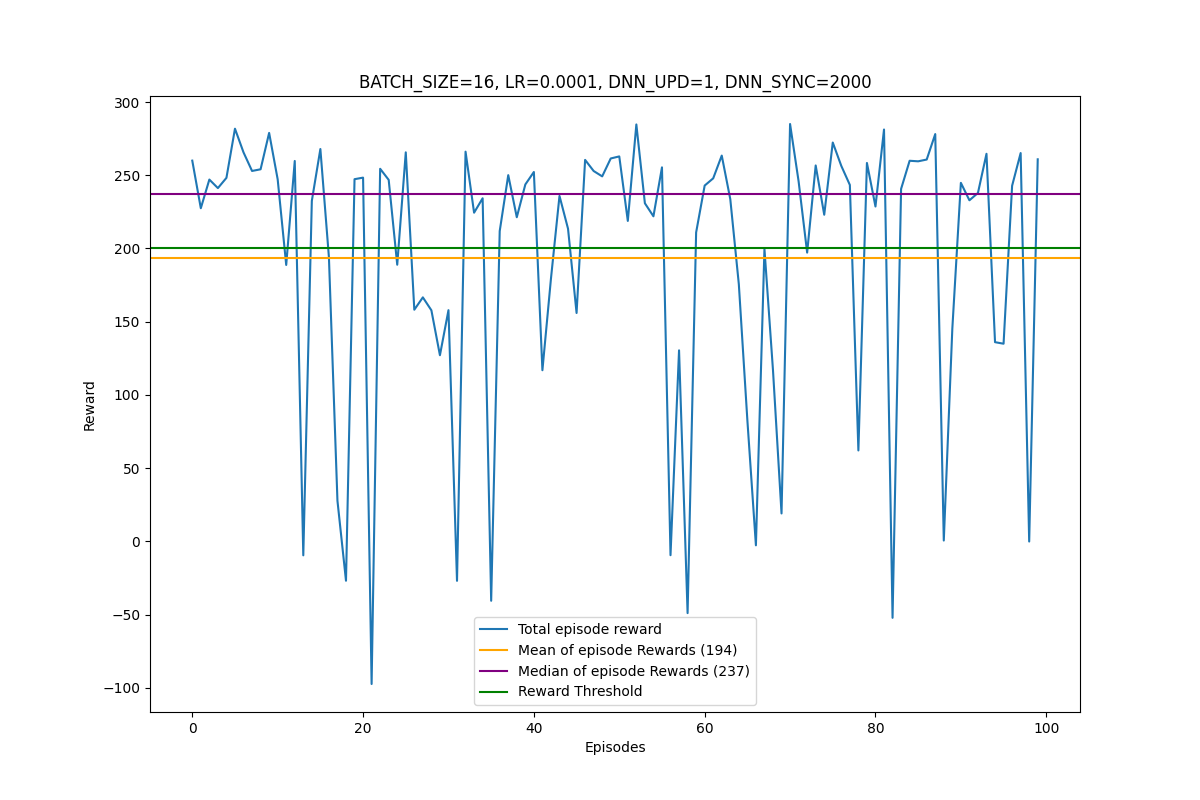 BATCH_SIZE=16, LR=0.0001, DNN_UPD=1, DNN_SYNC=2000
300
250
200
150
100
50
0
−50
−100
Reward
Total episode reward
Mean of episode Rewards (194)
Median of episode Rewards (237)
Reward Threshold
0 20 40 60 80 100
Episodes